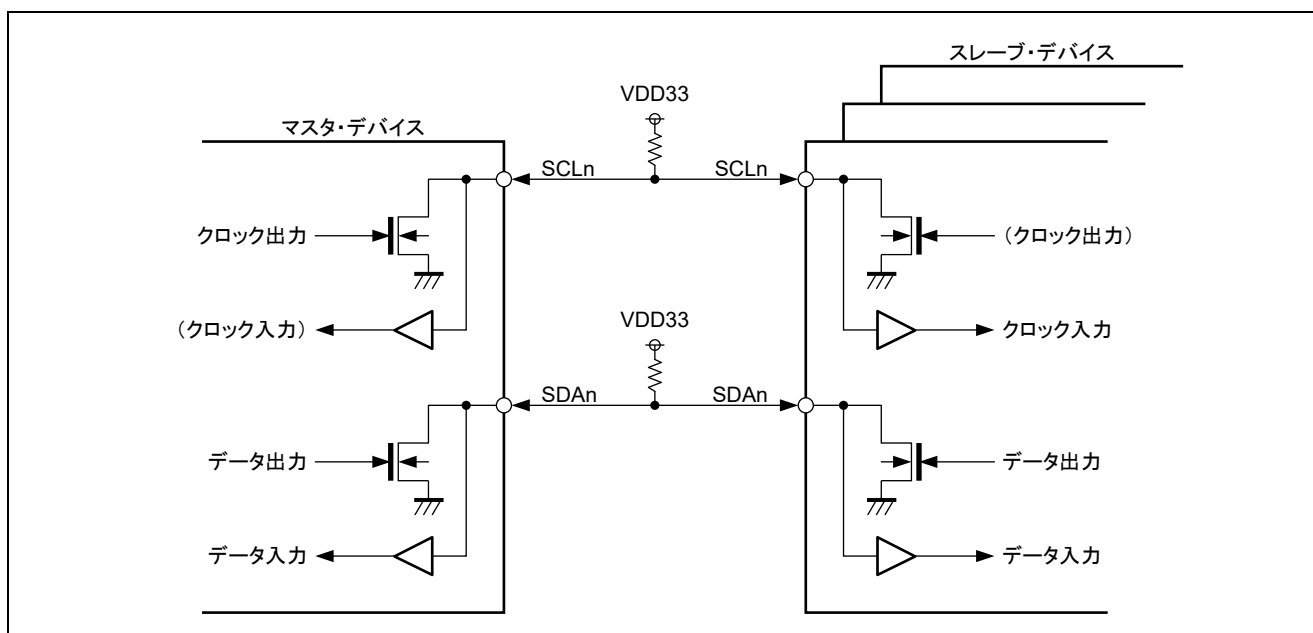 スレーブ・デバイス
VDD33
マスタ・デバイス
SCLn
SCLn
クロック出力
(クロック出力)
(クロック入力)
クロック入力
VDD33
SDAn
SDAn
データ出力
データ出力
データ入力
データ入力